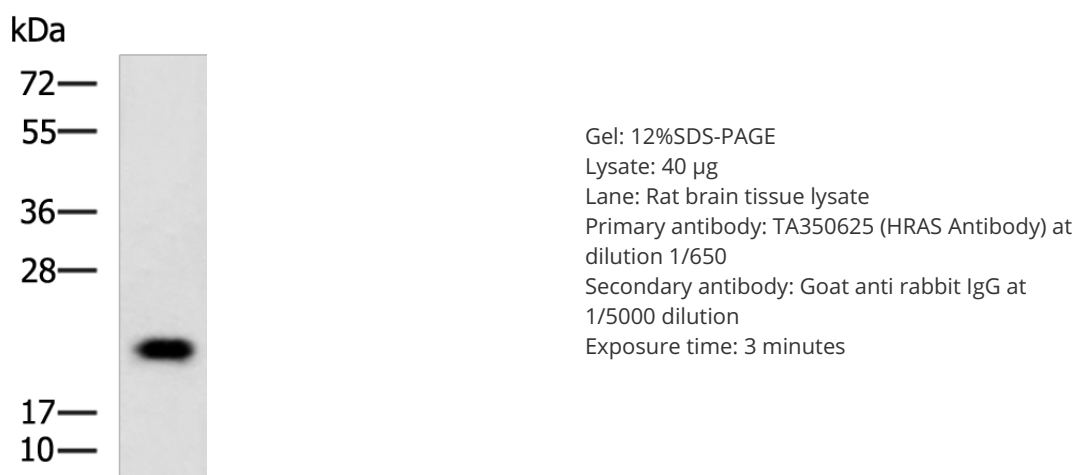 kDa
72
55
36
28
17
10
Gel: 12%SDS-PAGE
Lysate: 40 μg
Lane: Rat brain tissue lysate
Primary antibody: TA350625 (HRAS Antibody) at
dilution 1/650
Secondary antibody: Goat anti rabbit IgG at
1/5000 dilution
Exposure time: 3 minutes